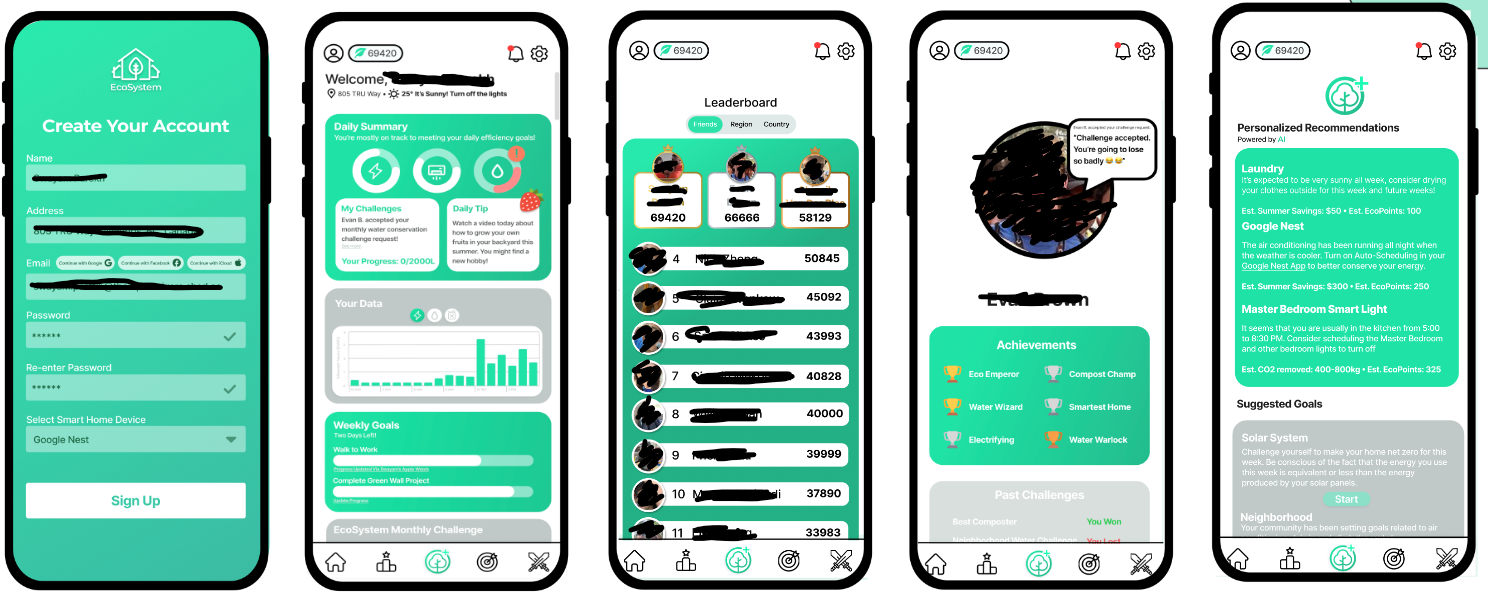 EcoSystem
Create Your Account
Name
Address
Email
Continue with Google
Continue with Facebook
Continue with iCloud
Password
******
Re-enter Password
******
Select Smart Home Device
Google Nest
Sign Up
69420
Welcome,
805 TRU Way • 25° It's Sunny! Turn off the lights
Daily Summary
You're mostly on track to meeting your daily efficiency goals!
My Challenges
Evan B. accepted your
monthly water conservation
challenge request!
Your Progress: 0/2000L
Daily Tip
Watch a video today about
how to grow your own
fruits in your backyard this
summer. You might find a
new hobby!
Your Data
Weekly Goals
Two Days Left!
Walk to Work
Complete Green Wall Project
Update Progress
EcoSystem Monthly Challenge
69420
Leaderboard
Friends
Region
Country
69420
66666
58129
4 50845
5 45092
6 43993
7 40828
8 40000
9 39999
10 37890
11 33983
69420
Evan B. accepted your challenge request:
"Challenge accepted.
You're going to lose
so badly 😂😂"
Achievements
Eco Emperor
Compost Champ
Water Wizard
Smartest Home
Electrifying
Water Warlock
Past Challenges
Best Composter You Won
Neighborhood Water Challenge You Lost
69420
Personalized Recommendations
Powered by AI
Laundry
It's expected to be very sunny all week, consider drying
your clothes outside for this week and future weeks!
Est. Summer Savings: $50 • Est. EcoPoints: 100
Google Nest
The air conditioning has been running all night when
the weather is cooler. Turn on Auto-Scheduling in your
Google Nest App to better conserve your energy.
Est. Summer Savings: $300 • Est. EcoPoints: 250
Master Bedroom Smart Light
It seems that you are usually in the kitchen from 5:00
to 8:30 PM. Consider scheduling the Master Bedroom
and other bedroom lights to turn off
Est. CO2 removed: 400-800kg • Est. EcoPoints: 325
Suggested Goals
Solar System
Challenge yourself to make your home net zero for this
week. Be conscious of the fact that the energy you use
this week is equivalent or less than the energy
produced by your solar panels.
Start
Neighborhood
Your community has been setting goals related to air